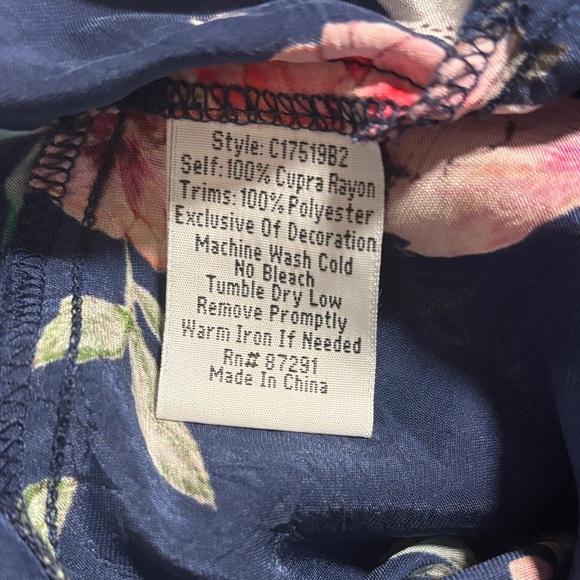 Style: C17519B2
Self: 100% Cupra Rayon
Trims: 100% Polyester
Exclusive Of Decoration
Machine Wash Cold
No Bleach
Tumble Dry Low
Remove Promptly
Warm Iron If Needed
Rn# 87291
Made In China